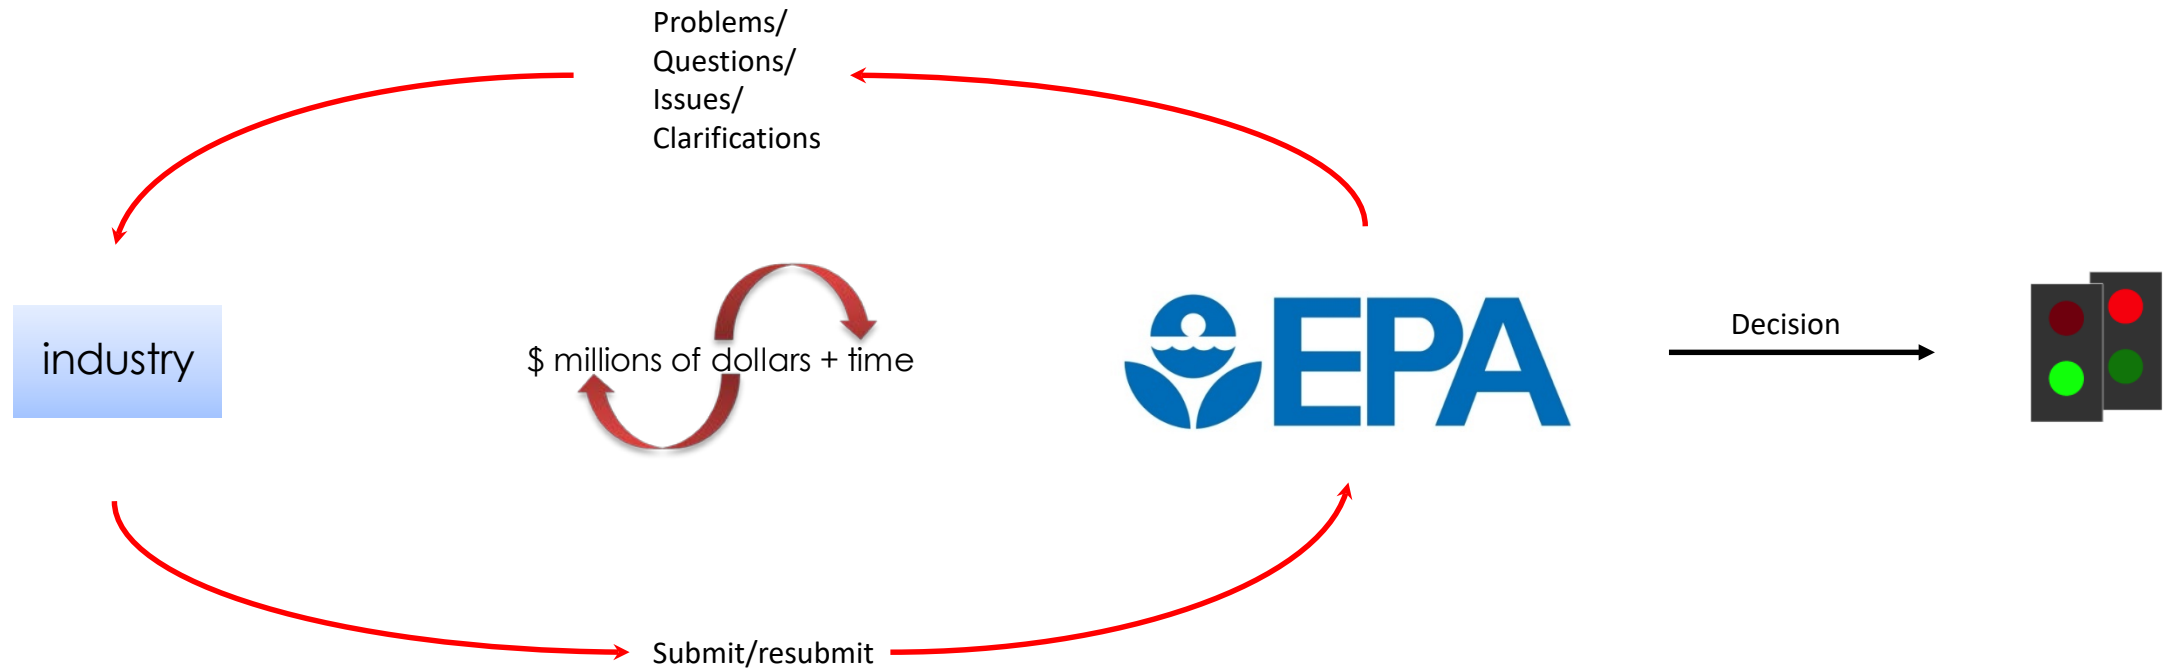 Problems/
Questions/
Issues/
Clarifications
industry
$ millions of dollars + time
EPA
Decision
Submit/resubmit